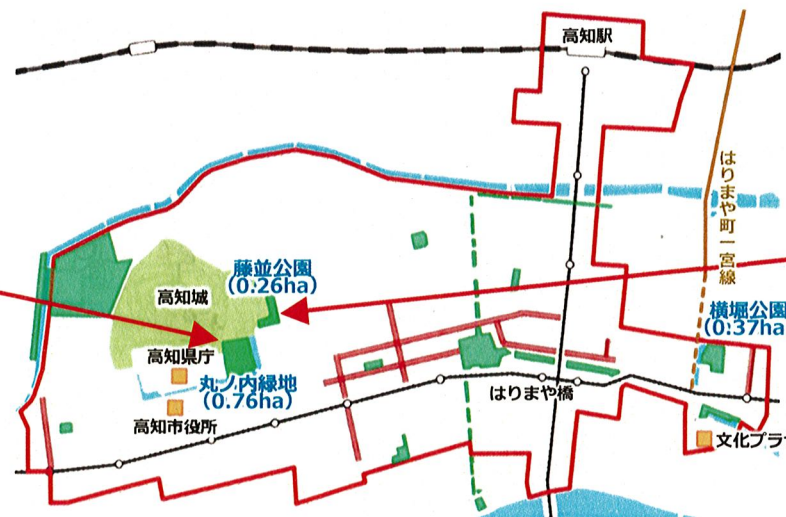 高知駅
はりまや町一宮線
藤並公園
(0.26ha)
高知城
横堀公園
(0.37ha
高知県庁
丸ノ内緑地
(0.76ha)
はりまや橋
高知市役所
文化プラ